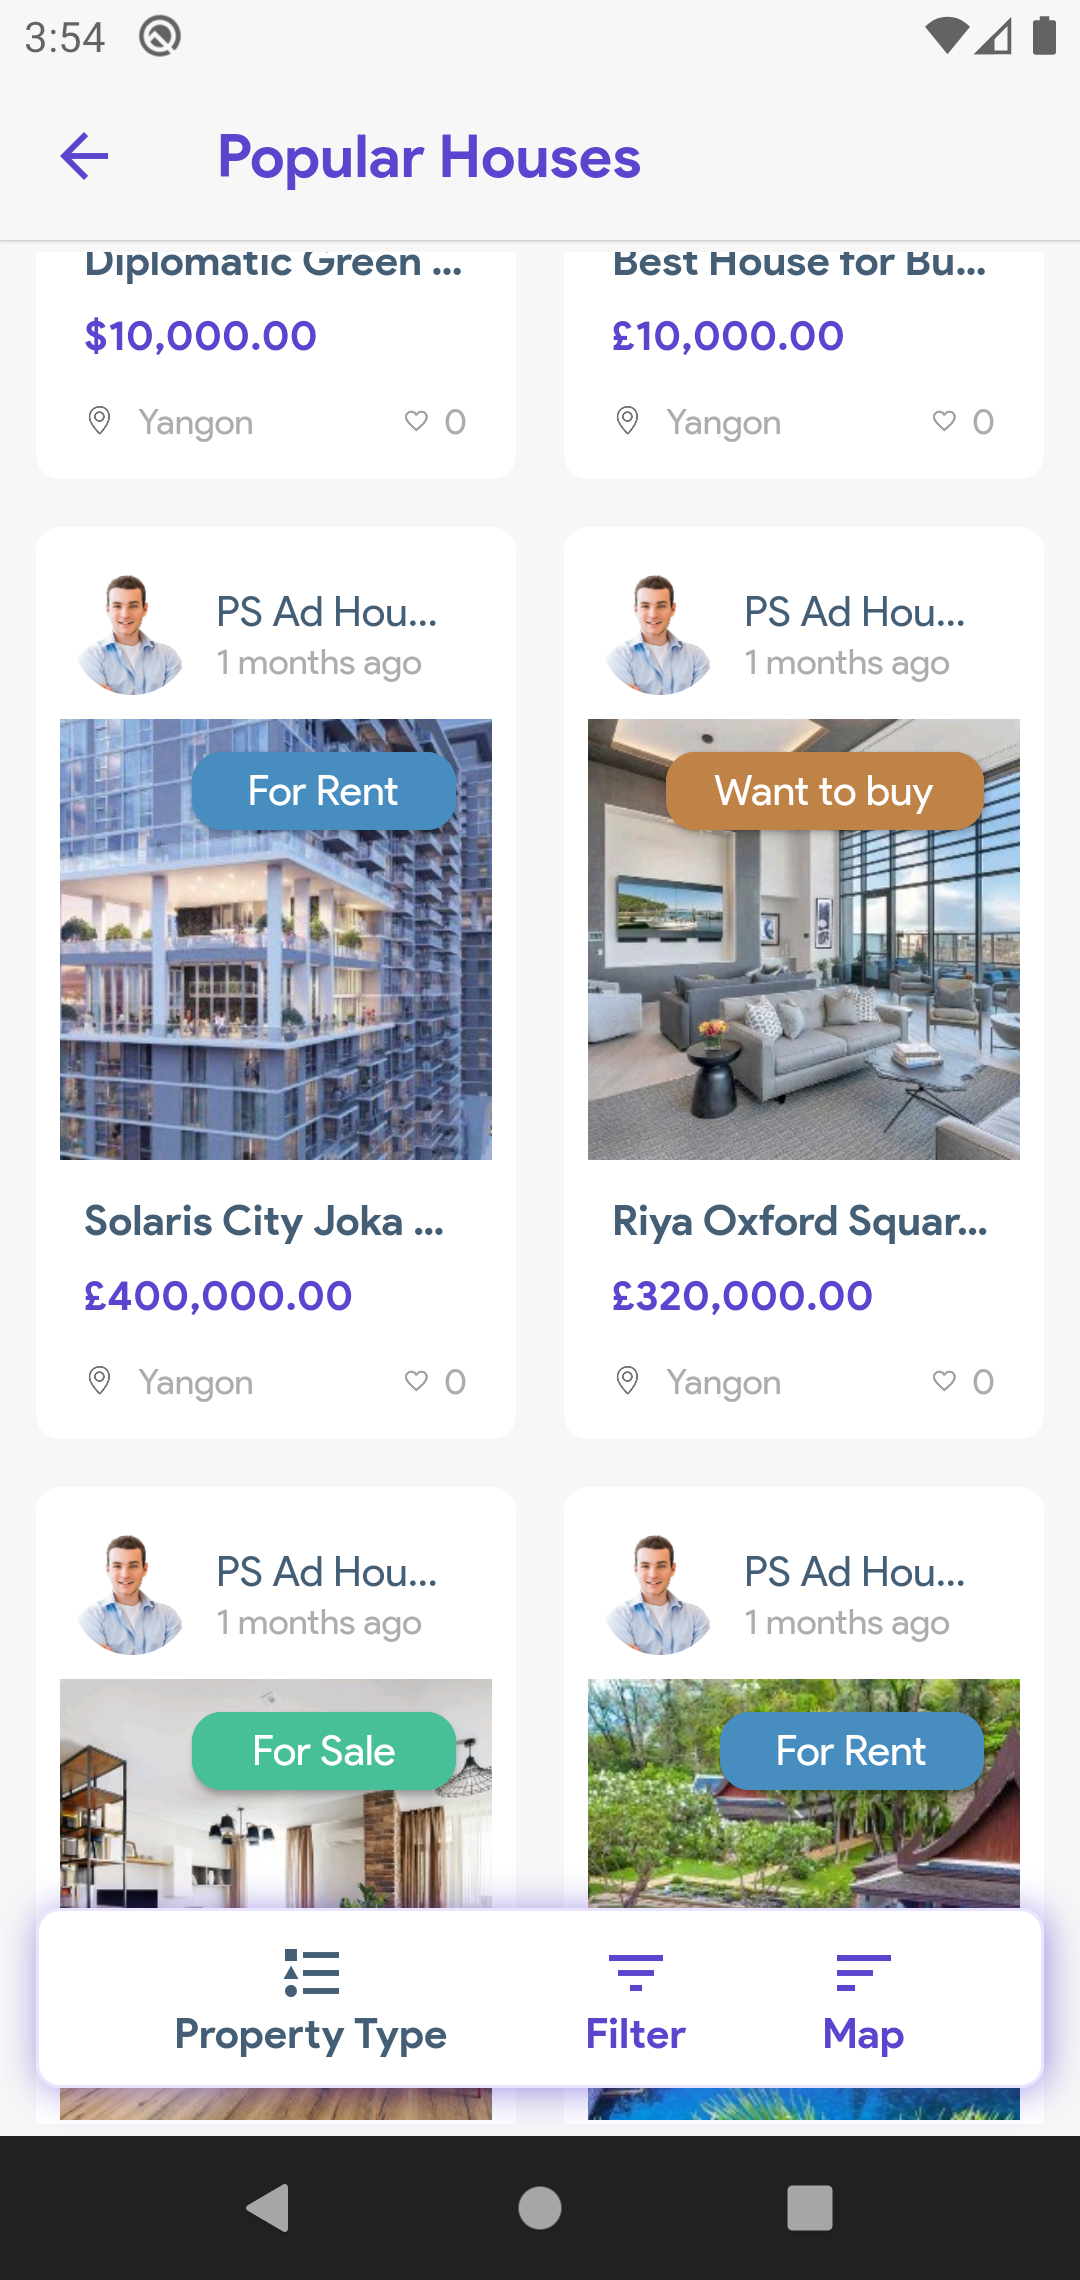 3:54
Popular Houses
Diplomatic Green ...
$10,000.00
Yangon
0
Best House for Bu...
£10,000.00
Yangon
0
PS Ad Hou...
1 months ago
For Rent
Solaris City Joka ...
£400,000.00
Yangon
0
PS Ad Hou...
1 months ago
Want to buy
Riya Oxford Squar...
£320,000.00
Yangon
0
PS Ad Hou...
1 months ago
For Sale
PS Ad Hou...
1 months ago
For Rent
Property Type
Filter
Map